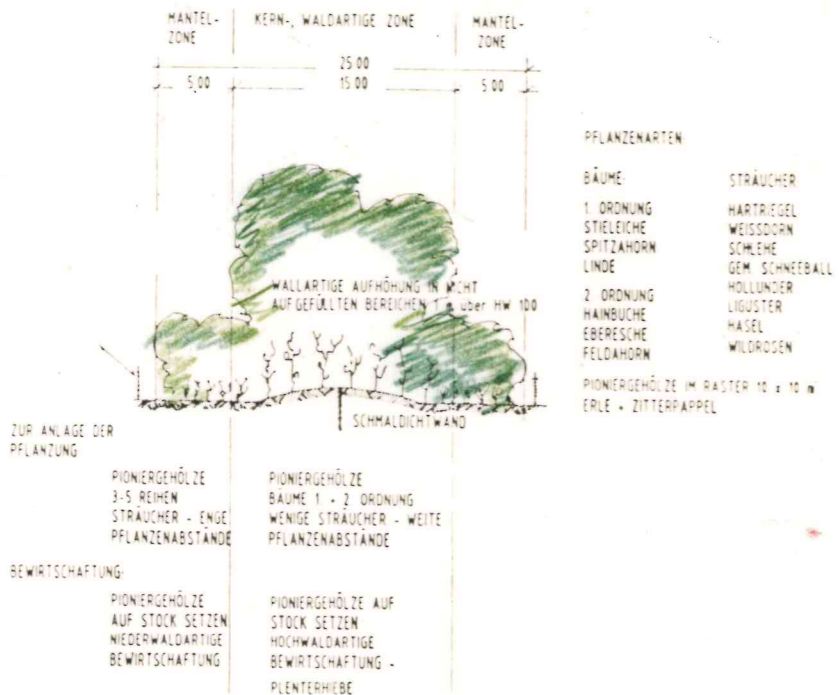 MANTEL-
ZONE
KERN-, WALDARTIGE ZONE
MANTEL-
ZONE
25.00
5.00
15.00
5.00
WALLARTIGE AUFHÖHUNG IN NICHT
AUFGEFÜLLTEN BEREICHEN 1 m über HW 100
SCHMALDICHTWAND
PFLANZENARTEN
BÄUME:
1. ORDNUNG
STIELEICHE
SPITZAHORN
LINDE
2. ORDNUNG
HAINBUCHE
EBERESCHE
FELDAHORN
STRÄUCHER
HARTRIEGEL
WEISSDORN
SCHLEHE
GEM. SCHNEEBALL
HOLLUNDER
LIGUSTER
HASEL
WILDROSEN
PIONIERGEHÖLZE IM RASTER 10 x 10 m
ERLE + ZITTERPAPPEL
ZUR ANLAGE DER
PFLANZUNG
PIONIERGEHÖLZE
3-5 REIHEN
STRÄUCHER - ENGE
PFLANZENABSTÄNDE
PIONIERGEHÖLZE
BÄUME 1 + 2 ORDNUNG
WENIGE STRÄUCHER - WEITE
PFLANZENABSTÄNDE
BEWIRTSCHAFTUNG:
PIONIERGEHÖLZE
AUF STOCK SETZEN
NIEDERWALDARTIGE
BEWIRTSCHAFTUNG
PIONIERGEHÖLZE AUF
STOCK SETZEN
HOCHWALDARTIGE
BEWIRTSCHAFTUNG -
PLENTERHIEBE